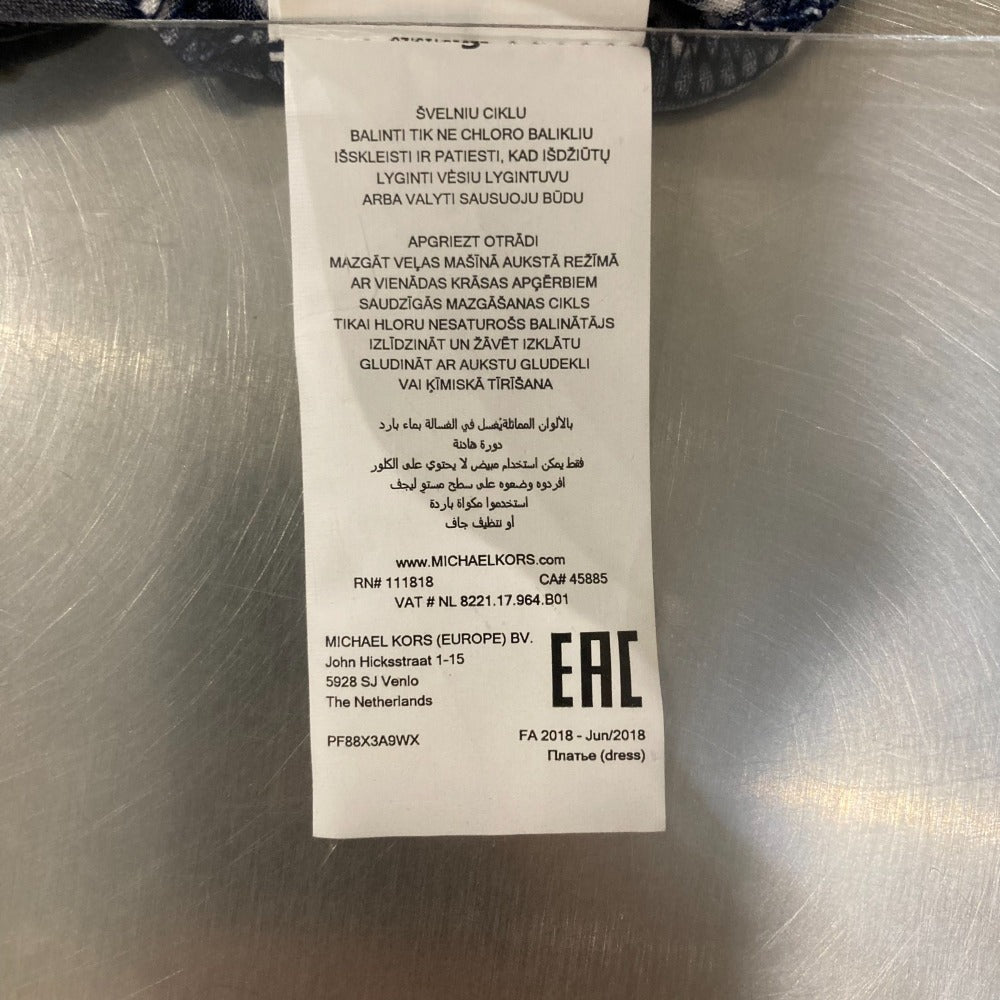 ŠVELNIU CIKLU
BALINTI TIK NE CHLORO BALIKLIU
IŠSKLEISTI IR PATIESTI, KAD IŠDŽIŪTŲ
LYGINTI VĖSIU LYGINTUVU
ARBA VALYTI SAUSUOJU BŪDU
APGRIEZT OTRĀDI
MAZGĀT VEĻAS MAŠĪNĀ AUKSTĀ REŽĪMĀ
AR VIENĀDAS KRĀSAS APĢĒRBIEM
SAUDZĪGĀS MAZGĀŠANAS CIKLS
TIKAI HLORU NESATUROŠS BALINĀTĀJS
IZLĪDZINĀT UN ŽĀVĒT IZKLĀTU
GLUDINĀT AR AUKSTU GLUDEKLI
VAI ĶĪMISKĀ TĪRĪŠANA
بالألوان المماثلةيُغسل في الغسالة بماء بارد
دورة هادئة
فقط يمكن استخدام مبيض لا يحتوي على الكلور
افردوه وضعوه على سطح مستوٍ ليجف
استخدموا مكواة باردة
أو تنظيف جاف
www.MICHAELKORS.com
RN# 111818 CA# 45885
VAT # NL 8221.17.964.B01
MICHAEL KORS (EUROPE) BV.
John Hicksstraat 1-15
5928 SJ Venlo
The Netherlands
EAC
PF88X3A9WX
FA 2018 - Jun/2018
Платье (dress)